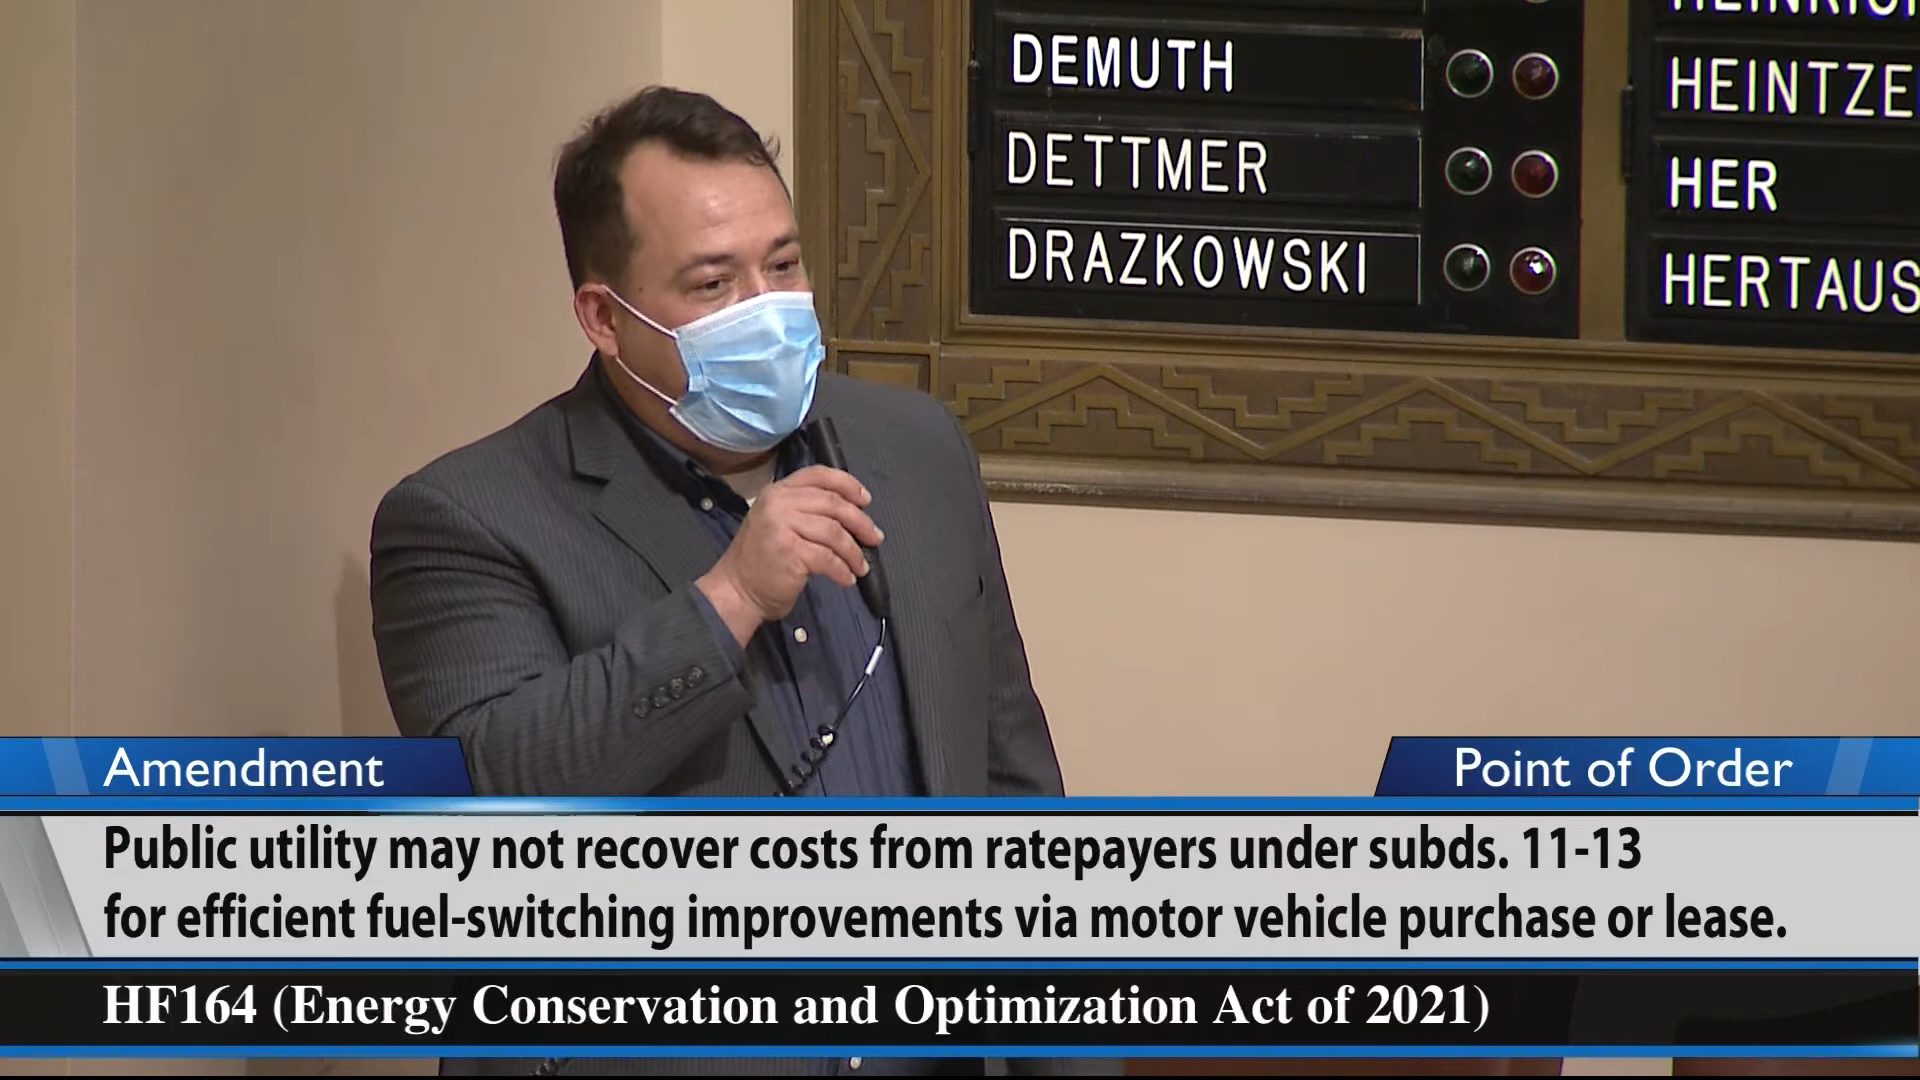 DEMUTH
DETTMER
DRAZKOWSKI
HEINTZE
HER
HERTAUS
Amendment
Point of Order
Public utility may not recover costs from ratepayers under subds. 11-13
for efficient fuel-switching improvements via motor vehicle purchase or lease.
HF164 (Energy Conservation and Optimization Act of 2021)